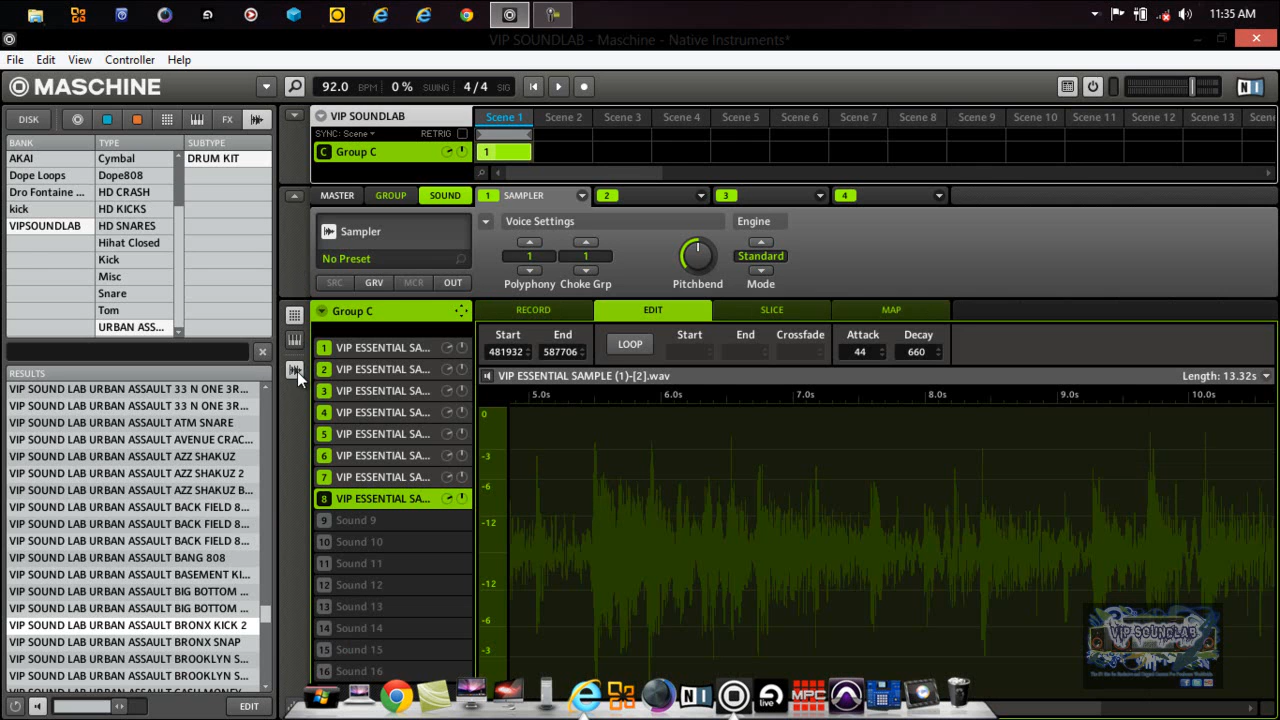 11:35 AM
VIP SOUNDLAB - Maschine - Native Instruments*
File Edit View Controller Help
MASCHINE
92.0 BPM 0% SWING 4/4 SIG
DISK
FX
BANK TYPE SUBTYPE
AKAI Cymbal DRUM KIT
Dope Loops Dope808
Dro Fontaine ... HD CRASH
kick HD KICKS
VIPSOUNDLAB HD SNARES
Hihat Closed
Kick
Misc
Snare
Tom
URBAN ASS...
RESULTS
VIP SOUND LAB URBAN ASSAULT 33 N ONE 3R...
VIP SOUND LAB URBAN ASSAULT 33 N ONE 3R...
VIP SOUND LAB URBAN ASSAULT ATM SNARE
VIP SOUND LAB URBAN ASSAULT AVENUE CRAC...
VIP SOUND LAB URBAN ASSAULT AZZ SHAKUZ
VIP SOUND LAB URBAN ASSAULT AZZ SHAKUZ 2
VIP SOUND LAB URBAN ASSAULT AZZ SHAKUZ B...
VIP SOUND LAB URBAN ASSAULT BACK FIELD 8...
VIP SOUND LAB URBAN ASSAULT BACK FIELD 8...
VIP SOUND LAB URBAN ASSAULT BACK FIELD 8...
VIP SOUND LAB URBAN ASSAULT BANG 808
VIP SOUND LAB URBAN ASSAULT BASEMENT KI...
VIP SOUND LAB URBAN ASSAULT BIG BOTTOM ...
VIP SOUND LAB URBAN ASSAULT BIG BOTTOM ...
VIP SOUND LAB URBAN ASSAULT BRONX KICK 2
VIP SOUND LAB URBAN ASSAULT BRONX SNAP
VIP SOUND LAB URBAN ASSAULT BROOKLYN S...
VIP SOUND LAB URBAN ASSAULT CASH MONEY
EDIT
VIP SOUNDLAB
Scene 1 Scene 2 Scene 3 Scene 4 Scene 5 Scene 6 Scene 7 Scene 8 Scene 9 Scene 10 Scene 11 Scene 12 Scene 13 Scen
SYNC: Scene RETRIG
C Group C 1
MASTER GROUP SOUND 1 SAMPLER 2 3 4
Sampler
No Preset
SRC GRV MCR OUT
Voice Settings Engine
1 1 Standard
Polyphony Choke Grp Pitchbend Mode
Group C
RECORD EDIT SLICE MAP
Start End Start End Crossfade Attack Decay
481932 587706 LOOP 44 660
VIP ESSENTIAL SAMPLE (1)-[2].wav Length: 13.32s
5.0s 6.0s 7.0s 8.0s 9.0s 10.0s
1 VIP ESSENTIAL SA...
2 VIP ESSENTIAL SA...
3 VIP ESSENTIAL SA...
4 VIP ESSENTIAL SA...
5 VIP ESSENTIAL SA...
6 VIP ESSENTIAL SA...
7 VIP ESSENTIAL SA...
8 VIP ESSENTIAL SA...
9 Sound 9
10 Sound 10
11 Sound 11
12 Sound 12
13 Sound 13
14 Sound 14
15 Sound 15
16 Sound 16
0
-3
-6
-12
-12
-6
-3
VIP SOUNDLAB
NI
live
MPC